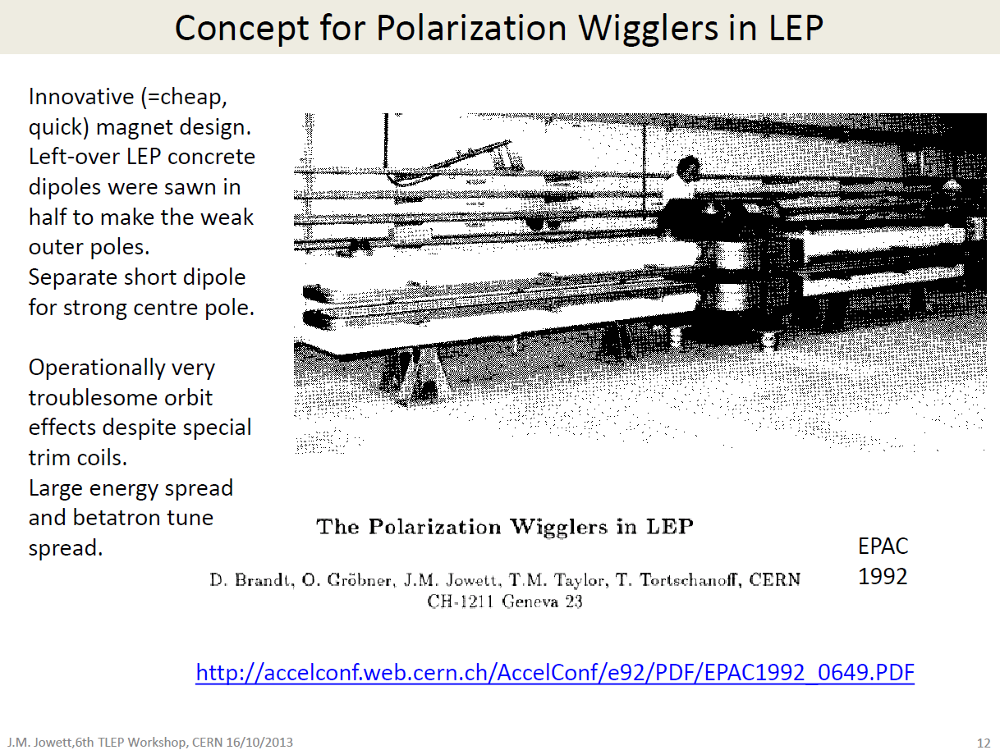 Concept for Polarization Wigglers in LEP
Innovative (=cheap,
quick) magnet design.
Left-over LEP concrete
dipoles were sawn in
half to make the weak
outer poles.
Separate short dipole
for strong centre pole.
Operationally very
troublesome orbit
effects despite special
trim coils.
Large energy spread
and betatron tune
spread.
The Polarization Wigglers in LEP
D. Brandt, O. Gröbner, J.M. Jowett, T.M. Taylor, T. Tortschanoff, CERN
CH-1211 Geneva 23
EPAC
1992
http://accelconf.web.cern.ch/AccelConf/e92/PDF/EPAC1992_0649.PDF
J.M. Jowett,6th TLEP Workshop, CERN 16/10/2013
12